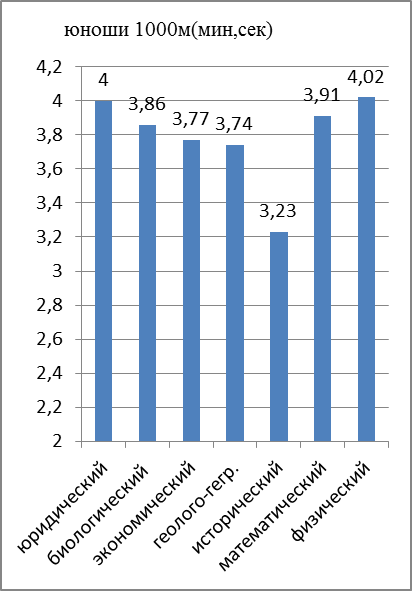 юноши 1000м(мин,сек)
4,2
4
3,8
3,6
3,4
3,2
3
2,8
2,6
2,4
2,2
2
4
3,86
3,77
3,74
3,23
3,91
4,02
юридический
биологический
экономический
геолого-гегр.
исторический
математический
физический